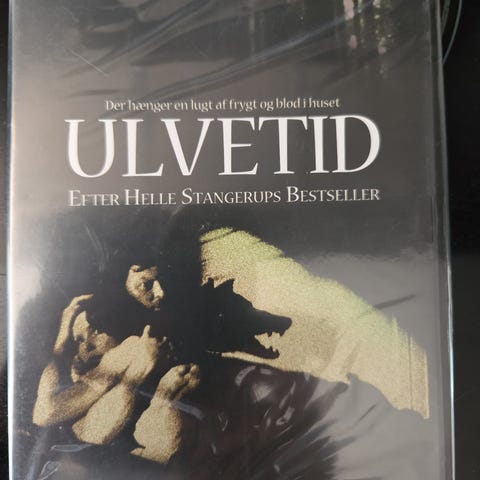 Der hænger en lugt af frygt og blod i huset
ULVETID
EFTER HELLE STANGERUPS BESTSELLER